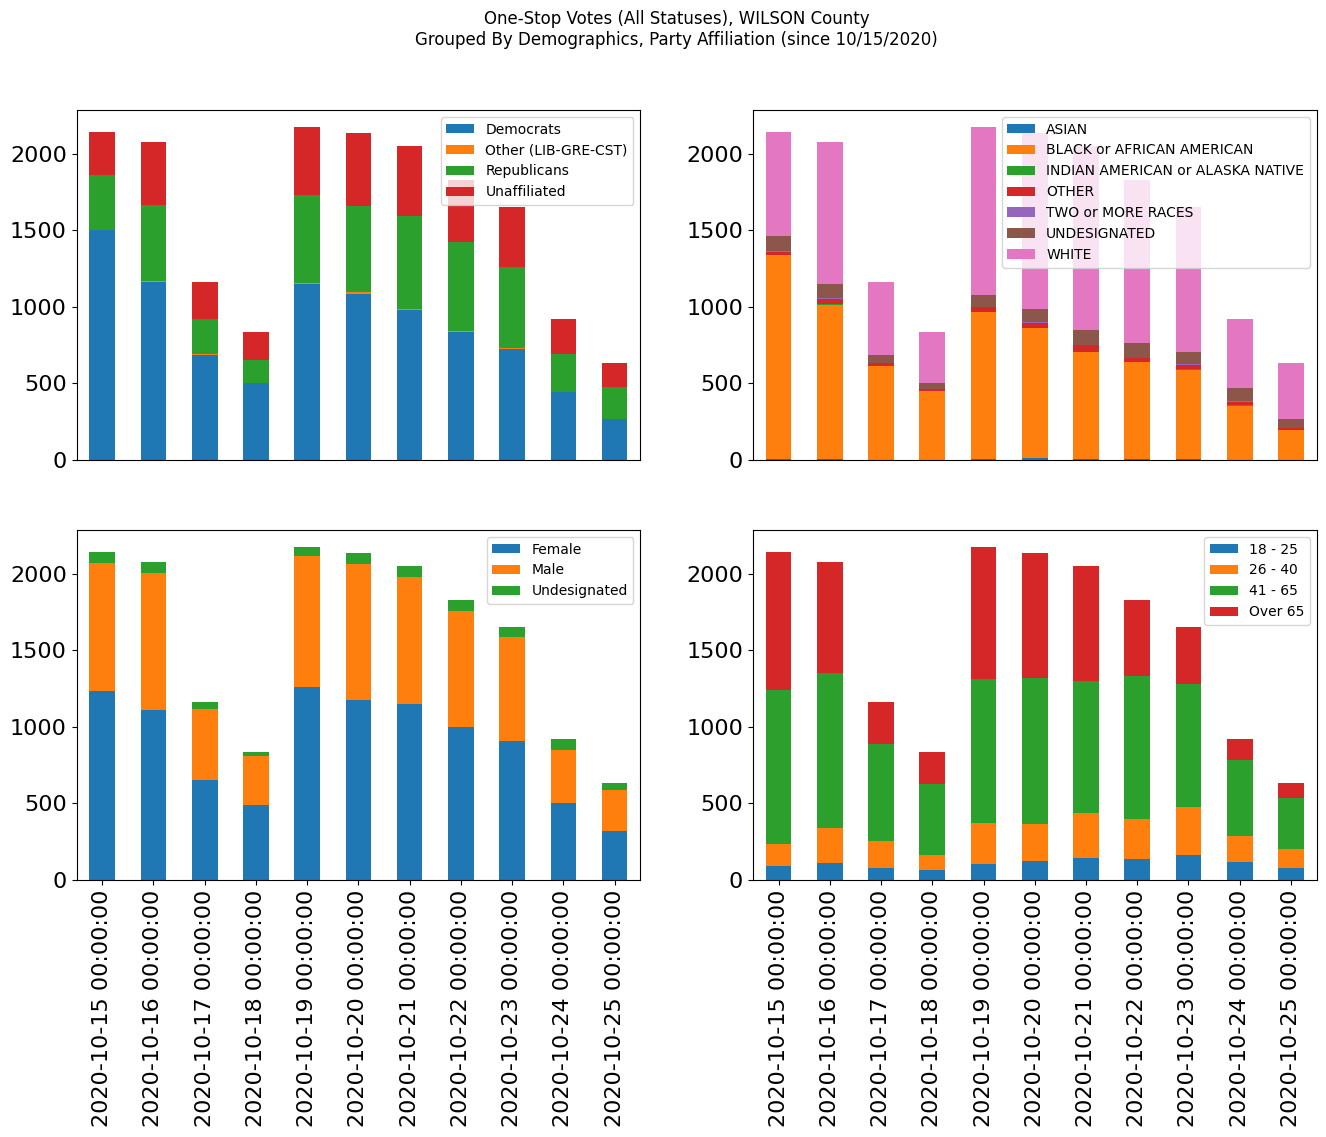 One-Stop Votes (All Statuses), WILSON County
Grouped By Demographics, Party Affiliation (since 10/15/2020)
2000
1500
1000
500
0
Democrats
Other (LIB-GRE-CST)
Republicans
Unaffiliated
2000
1500
1000
500
0
ASIAN
BLACK or AFRICAN AMERICAN
INDIAN AMERICAN or ALASKA NATIVE
OTHER
TWO or MORE RACES
UNDESIGNATED
WHITE
2000
1500
1000
500
0
Female
Male
Undesignated
2020-10-15 00:00:00
2020-10-16 00:00:00
2020-10-17 00:00:00
2020-10-18 00:00:00
2020-10-19 00:00:00
2020-10-20 00:00:00
2020-10-21 00:00:00
2020-10-22 00:00:00
2020-10-23 00:00:00
2020-10-24 00:00:00
2020-10-25 00:00:00
2000
1500
1000
500
0
18 - 25
26 - 40
41 - 65
Over 65
2020-10-15 00:00:00
2020-10-16 00:00:00
2020-10-17 00:00:00
2020-10-18 00:00:00
2020-10-19 00:00:00
2020-10-20 00:00:00
2020-10-21 00:00:00
2020-10-22 00:00:00
2020-10-23 00:00:00
2020-10-24 00:00:00
2020-10-25 00:00:00